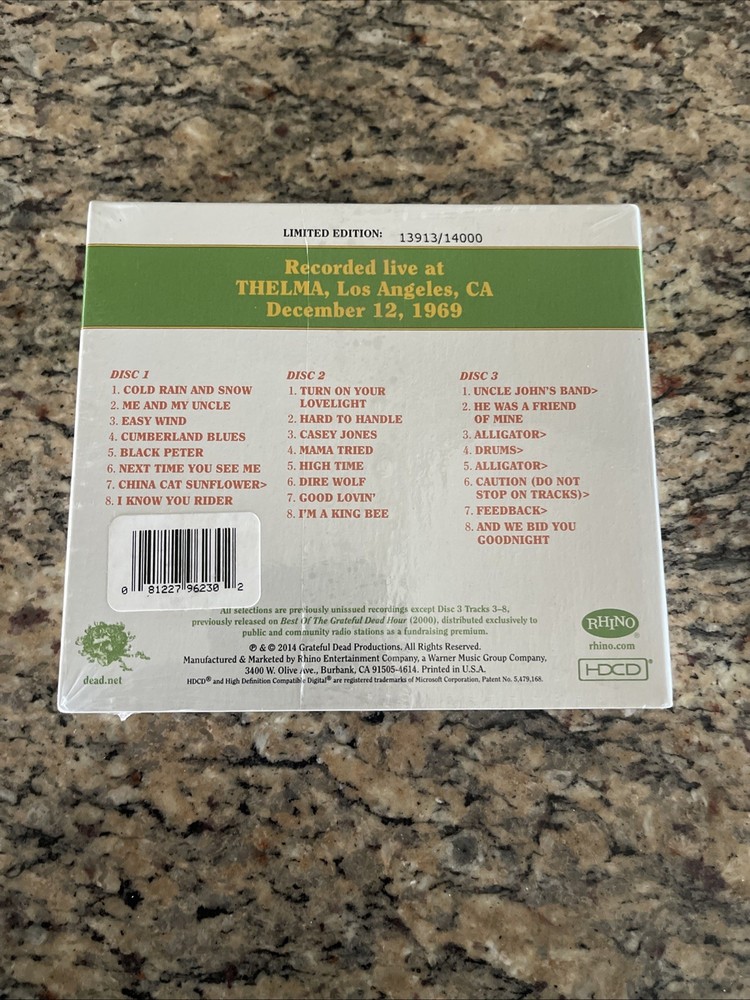 LIMITED EDITION: 13913/14000
Recorded live at
THELMA, Los Angeles, CA
December 12, 1969
DISC 1
1. COLD RAIN AND SNOW
2. ME AND MY UNCLE
3. EASY WIND
4. CUMBERLAND BLUES
5. BLACK PETER
6. NEXT TIME YOU SEE ME
7. CHINA CAT SUNFLOWER>
8. I KNOW YOU RIDER
DISC 2
1. TURN ON YOUR
LOVELIGHT
2. HARD TO HANDLE
3. CASEY JONES
4. MAMA TRIED
5. HIGH TIME
6. DIRE WOLF
7. GOOD LOVIN'
8. I'M A KING BEE
DISC 3
1. UNCLE JOHN'S BAND>
2. HE WAS A FRIEND
OF MINE
3. ALLIGATOR>
4. DRUMS>
5. ALLIGATOR>
6. CAUTION (DO NOT
STOP ON TRACKS)>
7. FEEDBACK>
8. AND WE BID YOU
GOODNIGHT
0 81227 96230 2
All selections are previously unissued recordings except Disc 3 Tracks 3–8,
previously released on Best Of The Grateful Dead Hour (2000), distributed exclusively to
public and community radio stations as a fundraising premium.
℗ & © 2014 Grateful Dead Productions. All Rights Reserved.
Manufactured & Marketed by Rhino Entertainment Company, a Warner Music Group Company,
3400 W. Olive Ave., Burbank, CA 91505-4614. Printed in U.S.A.
HDCD® and High Definition Compatible Digital® are registered trademarks of Microsoft Corporation, Patent No. 5,479,168.
dead.net
RHINO®
rhino.com
HDCD®